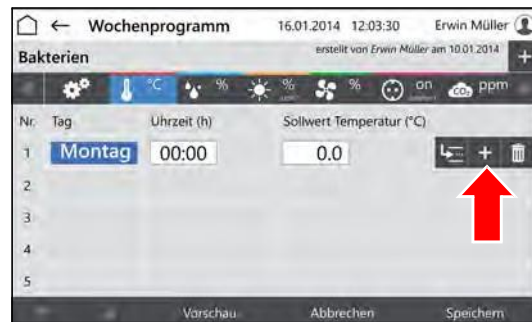 ← Wochenprogramm 16.01.2014 12:03:30 Erwin Müller
Bakterien erstellt von Erwin Müller am 10.01.2014 +
°C % % % on CO₂ ppm
Nr. Tag Uhrzeit (h) Sollwert Temperatur (°C)
1 Montag 00:00 0.0 +
2
3
4
5
Vorschau Abbrechen Speichern